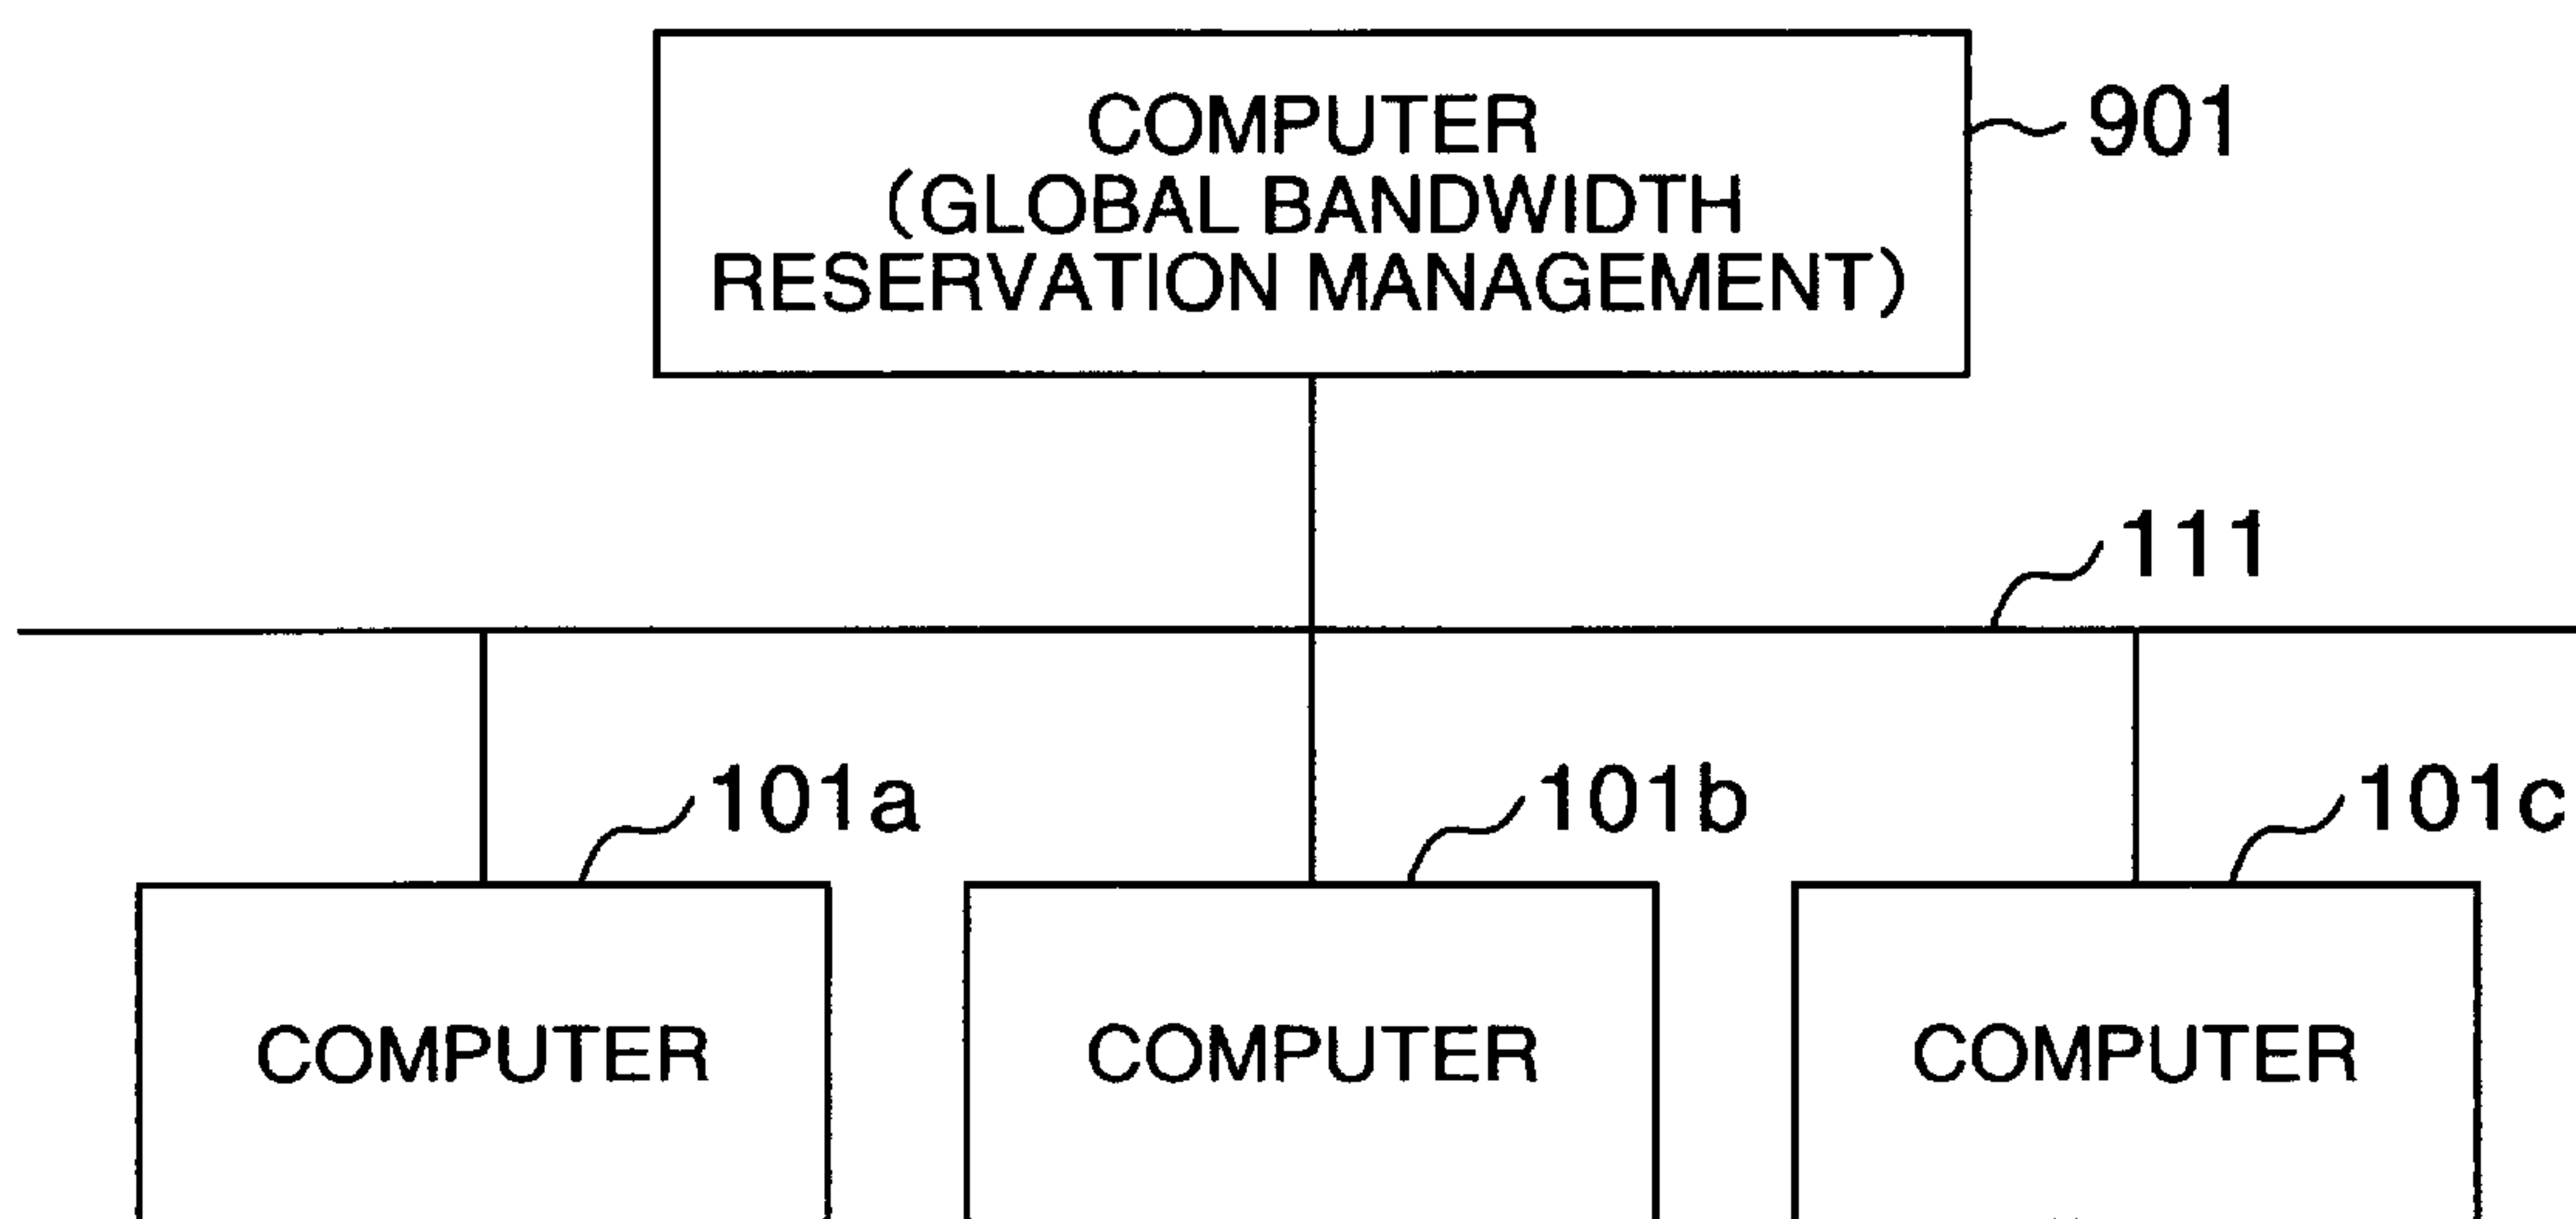 COMPUTER
(GLOBAL BANDWIDTH
RESERVATION MANAGEMENT)
901
111
101a
101b
101c
COMPUTER
COMPUTER
COMPUTER